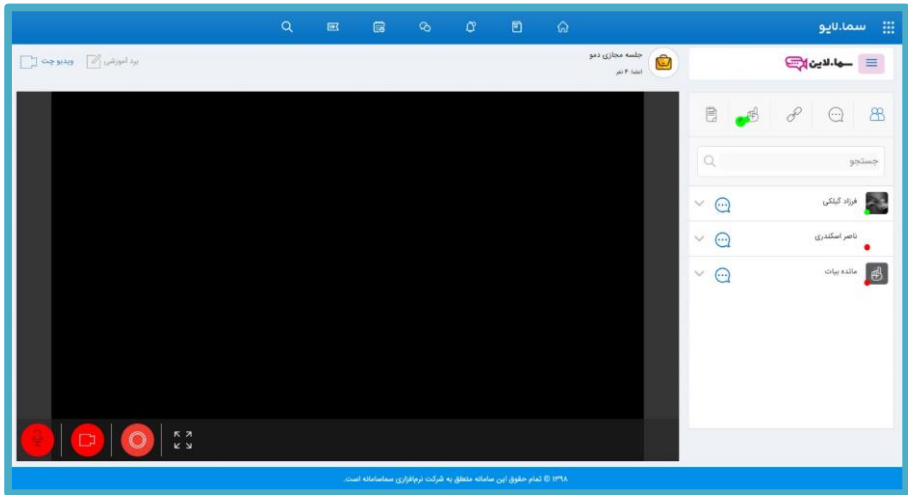 سما.لایو
سما.لاین
جلسه مجازی دمو
اعضا: ۴ نفر
برد آموزشی
ویدیو چت
جستجو
فرزاد گیلکی
ناصر اسکندری
مائده بیات
۱۳۹۸ © تمام حقوق این سامانه متعلق به شرکت نرم‌افزاری سماسامانه است.